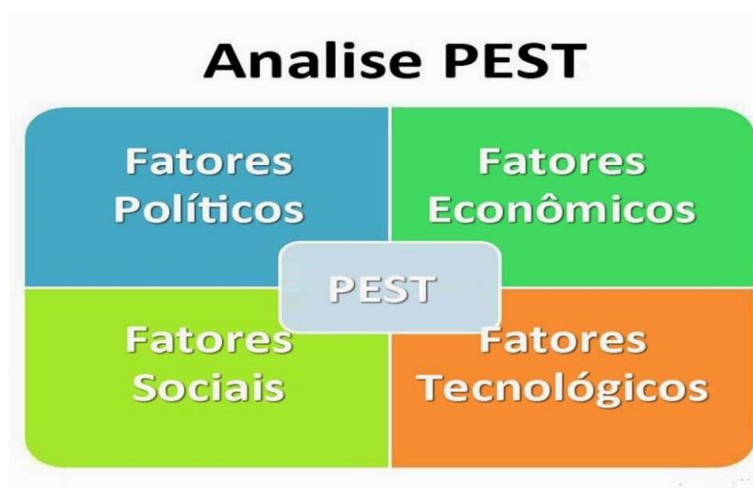 Analise PEST
Fatores
Políticos
Fatores
Econômicos
PEST
Fatores
Sociais
Fatores
Tecnológicos